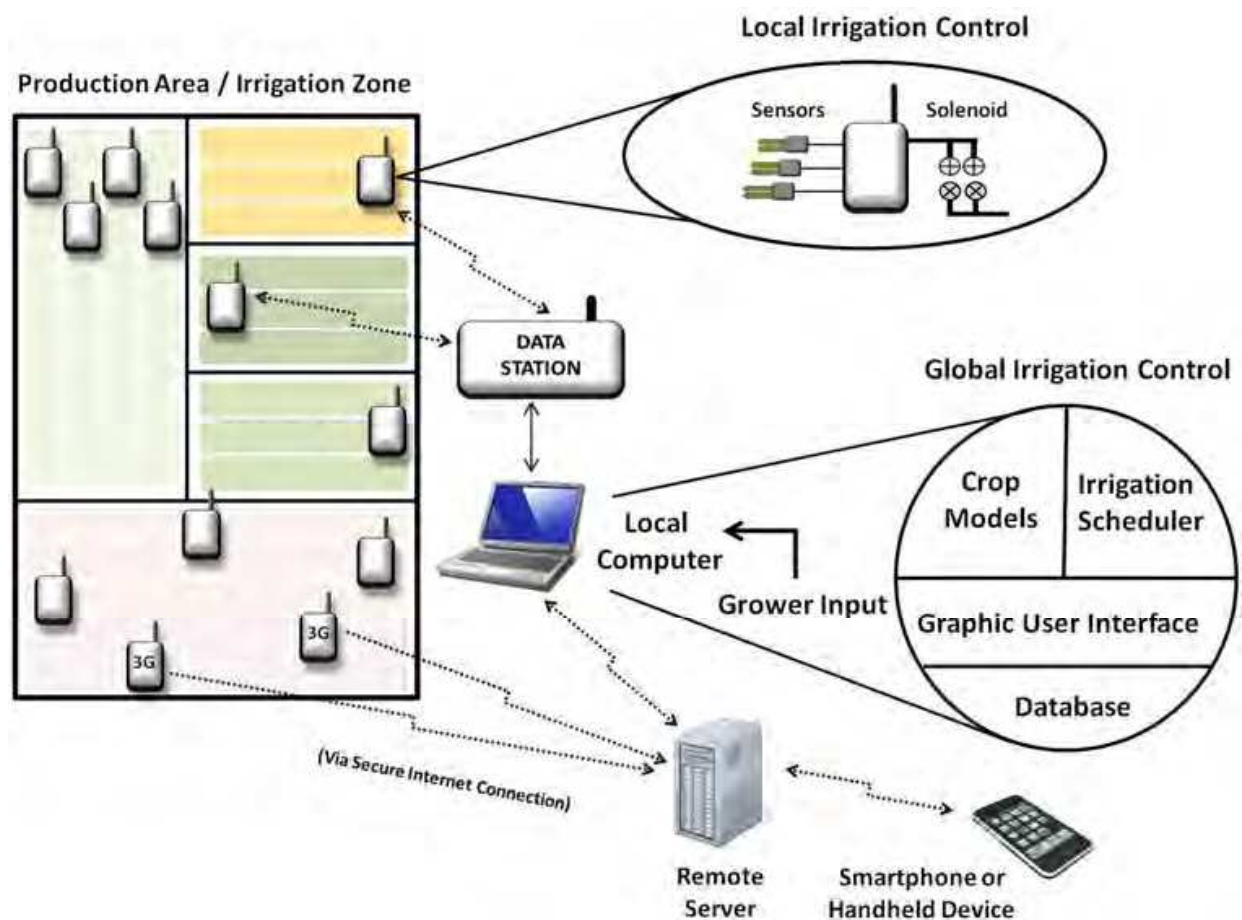 Local Irrigation Control
Production Area / Irrigation Zone
Sensors
Solenoid
DATA
STATION
Global Irrigation Control
Crop
Models
Irrigation
Scheduler
Local
Computer
Grower Input
Graphic User Interface
Database
3G
3G
(Via Secure Internet Connection)
Remote
Server
Smartphone or
Handheld Device